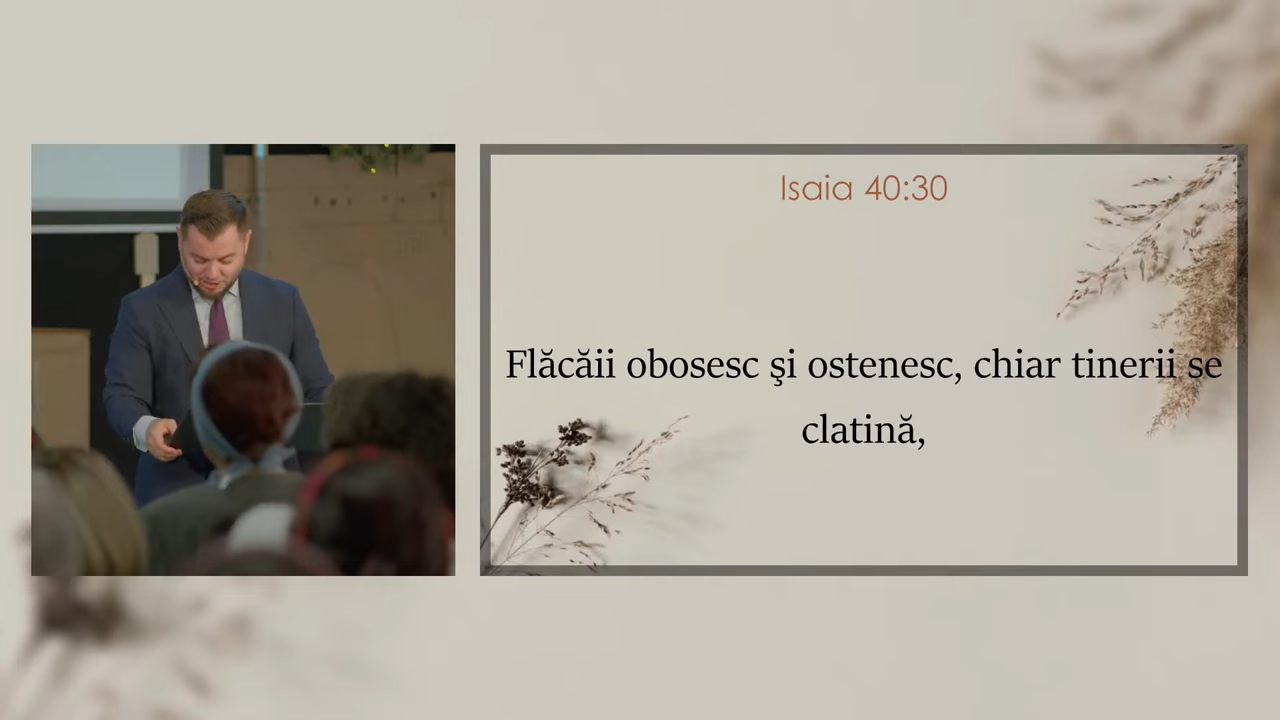 Isaia 40:30
Flăcăii obosesc şi ostenesc, chiar tinerii se
clatină,